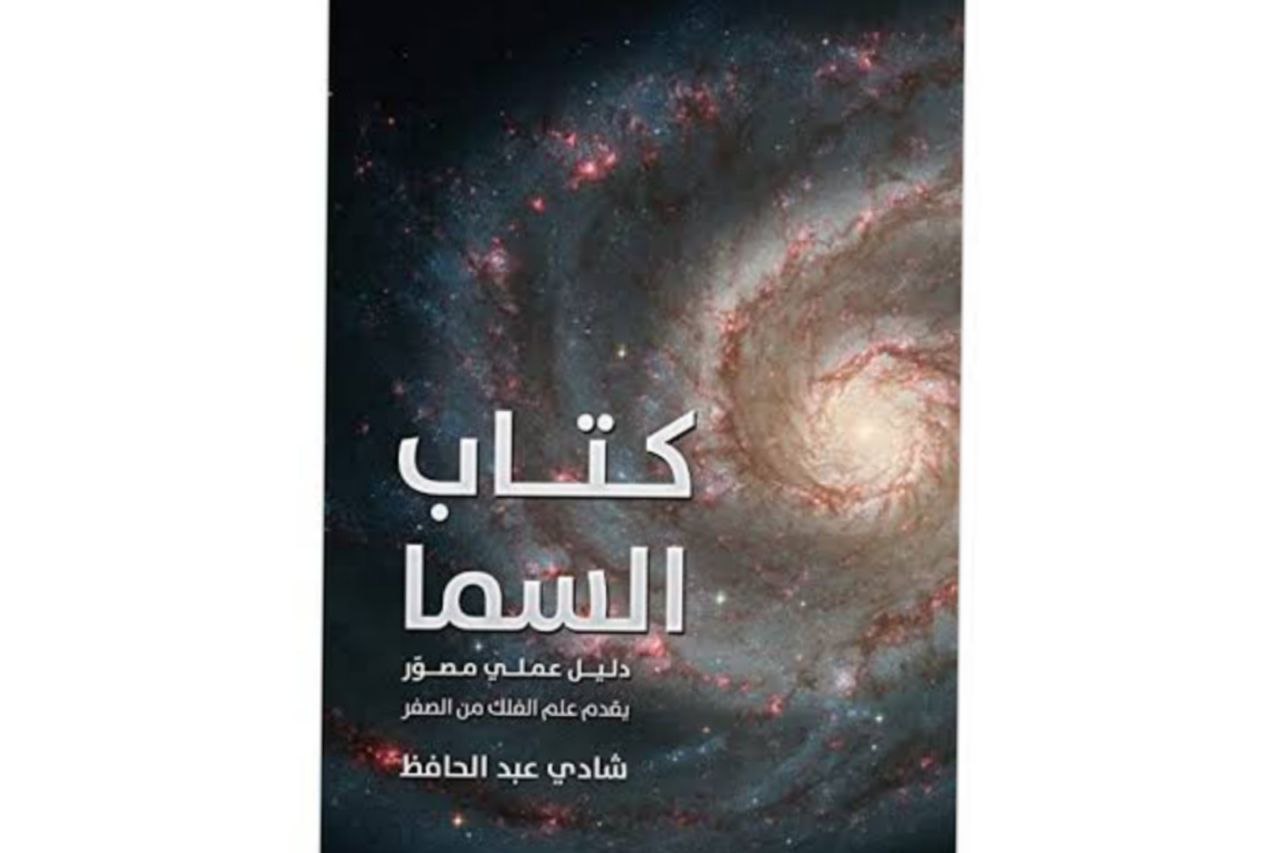 كتاب
السما
دليل عملي مصوّر
يقدم علم الفلك من الصفر
شادي عبد الحافظ